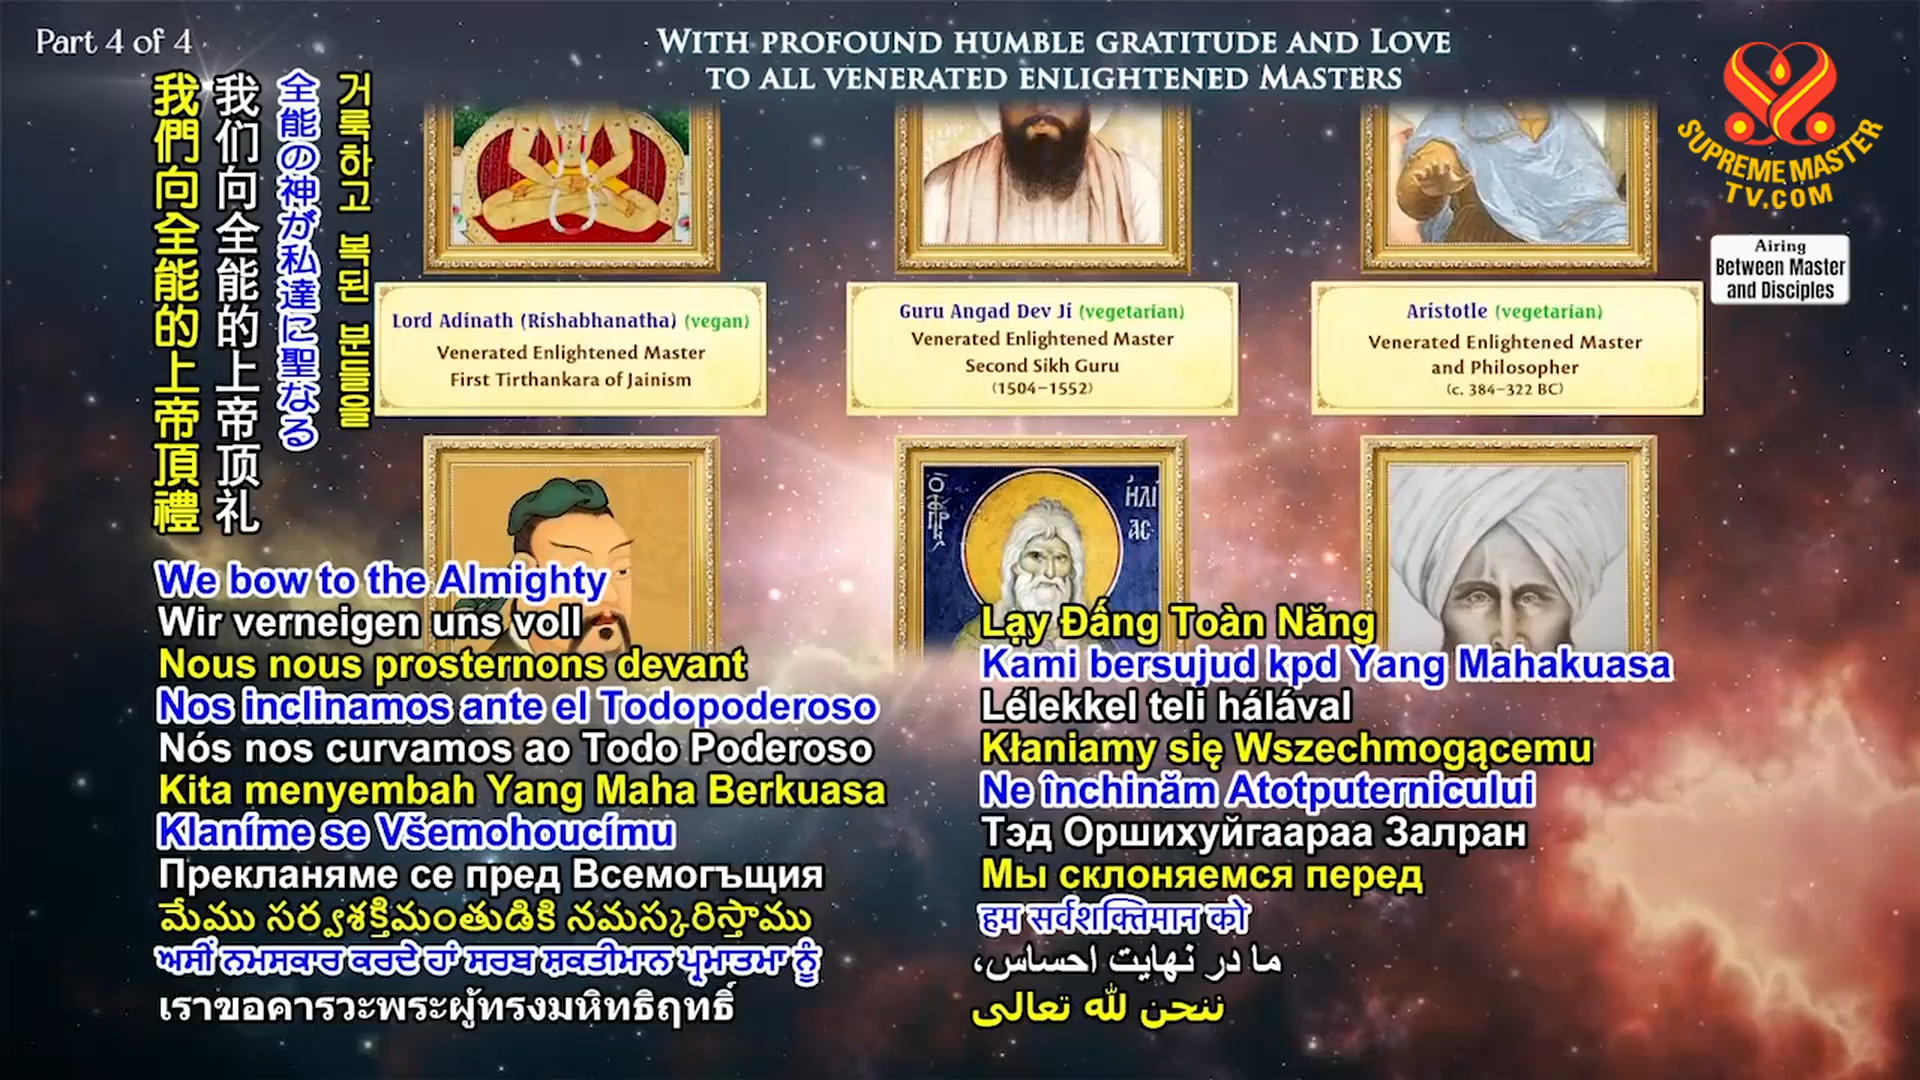 Part 4 of 4
WITH PROFOUND HUMBLE GRATITUDE AND LOVE
TO ALL VENERATED ENLIGHTENED MASTERS
SUPREME MASTER
TV.COM
Airing
Between Master
and Disciples
我們向全能的上帝頂禮
我们向全能的上帝顶礼
全能の神が私達に聖なる
거룩하고 복된 분들을
Lord Adinath (Rishabhanatha) (vegan)
Venerated Enlightened Master
First Tirthankara of Jainism
Guru Angad Dev Ji (vegetarian)
Venerated Enlightened Master
Second Sikh Guru
(1504–1552)
Aristotle (vegetarian)
Venerated Enlightened Master
and Philosopher
(c. 384–322 BC)
ἨΛΙ
ΑC
We bow to the Almighty
Wir verneigen uns voll
Nous nous prosternons devant
Nos inclinamos ante el Todopoderoso
Nós nos curvamos ao Todo Poderoso
Kita menyembah Yang Maha Berkuasa
Klaníme se Všemohoucímu
Прекланяме се пред Всемогъщия
మేము సర్వశక్తిమంతుడికి నమస్కరిస్తాము
ਅਸੀਂ ਨਮਸਕਾਰ ਕਰਦੇ ਹਾਂ ਸਰਬ ਸ਼ਕਤੀਮਾਨ ਪ੍ਰਮਾਤਮਾ ਨੂੰ
เราขอคารวะพระผู้ทรงมหิทธิฤทธิ์
Lạy Đấng Toàn Năng
Kami bersujud kpd Yang Mahakuasa
Lélekkel teli hálával
Kłaniamy się Wszechmogącemu
Ne închinăm Atotputernicului
Тэд Оршихуйгаараа Залран
Мы склоняемся перед
हम सर्वशक्तिमान को
ما در نهایت احساس،
ننحن لله تعالى